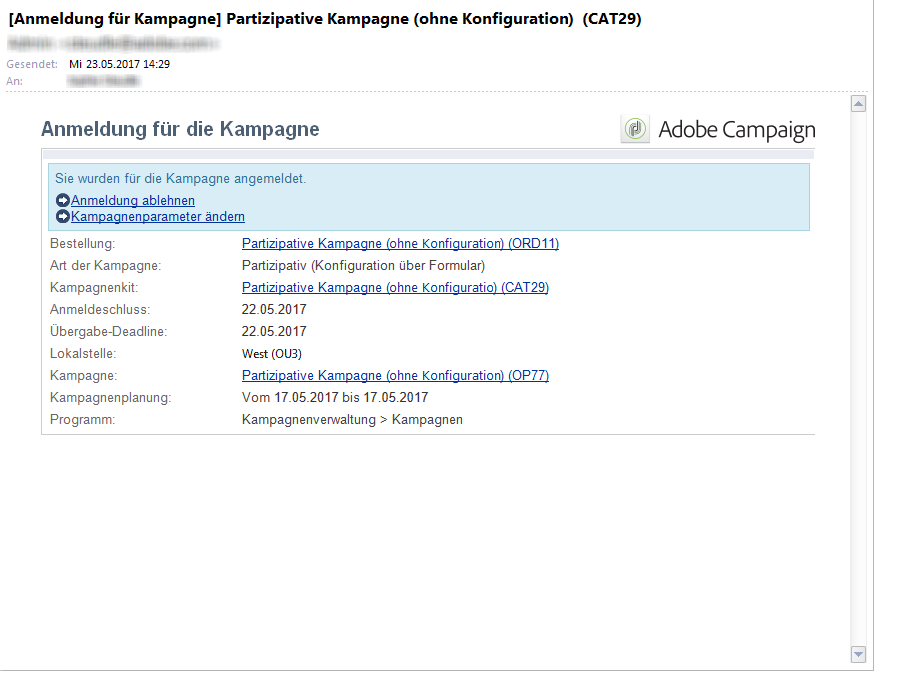 [Anmeldung für Kampagne] Partizipative Kampagne (ohne Konfiguration) (CAT29)
Gesendet: Mi 23.05.2017 14:29
An:
Anmeldung für die Kampagne
Adobe Campaign
Sie wurden für die Kampagne angemeldet.
Anmeldung ablehnen
Kampagnenparameter ändern
Bestellung: Partizipative Kampagne (ohne Konfiguration) (ORD11)
Art der Kampagne: Partizipativ (Konfiguration über Formular)
Kampagnenkit: Partizipative Kampagne (ohne Konfiguratio) (CAT29)
Anmeldeschluss: 22.05.2017
Übergabe-Deadline: 22.05.2017
Lokalstelle: West (OU3)
Kampagne: Partizipative Kampagne (ohne Konfiguration) (OP77)
Kampagnenplanung: Vom 17.05.2017 bis 17.05.2017
Programm: Kampagnenverwaltung > Kampagnen